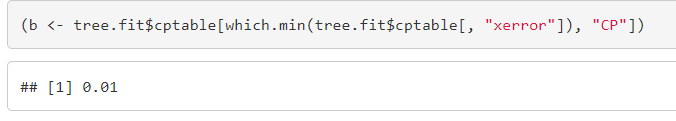 (b <- tree.fit$cptable[which.min(tree.fit$cptable[, "xerror"]), "CP"])
## [1] 0.01